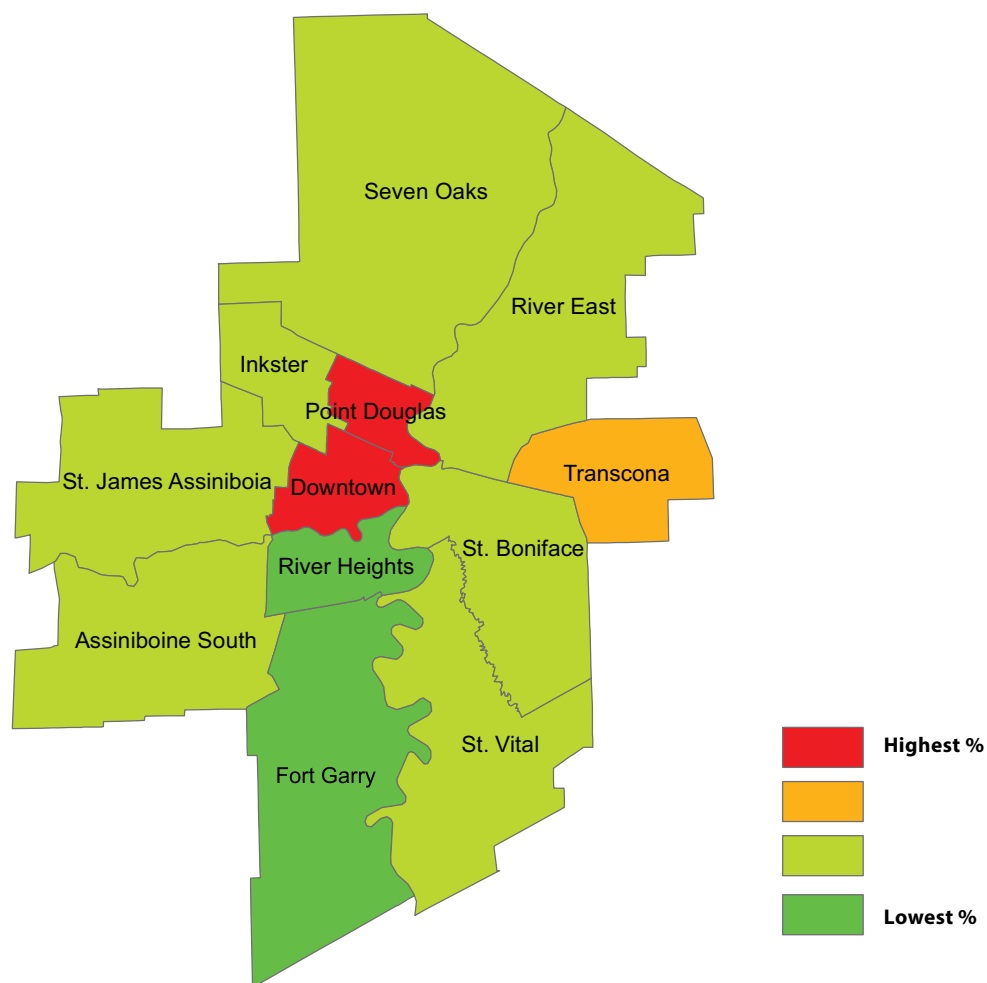 Seven Oaks
River East
Inkster
Point Douglas
Transcona
St. James Assiniboia
Downtown
St. Boniface
River Heights
Assiniboine South
St. Vital
Fort Garry
Highest %
Lowest %